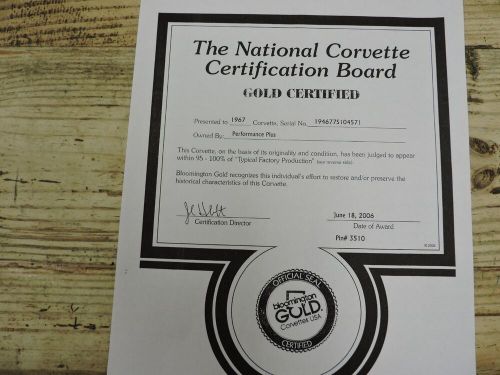 The National Corvette
Certification Board
GOLD CERTIFIED
Presented to 1967 Corvette, Serial No. 194677S104571
Owned By: Performance Plus
This Corvette, on the basis of its originality and condition, has been judged to appear
within 95 - 100% of "Typical Factory Production" (see reverse side).
Bloomington Gold recognizes this individual's effort to restore and/or preserve the
historical characteristics of this Corvette.
June 18, 2006
Certification Director
Date of Award
Pin# 3510
OFFICIAL SEAL
bloomington
GOLD
Corvettes USA
CERTIFIED